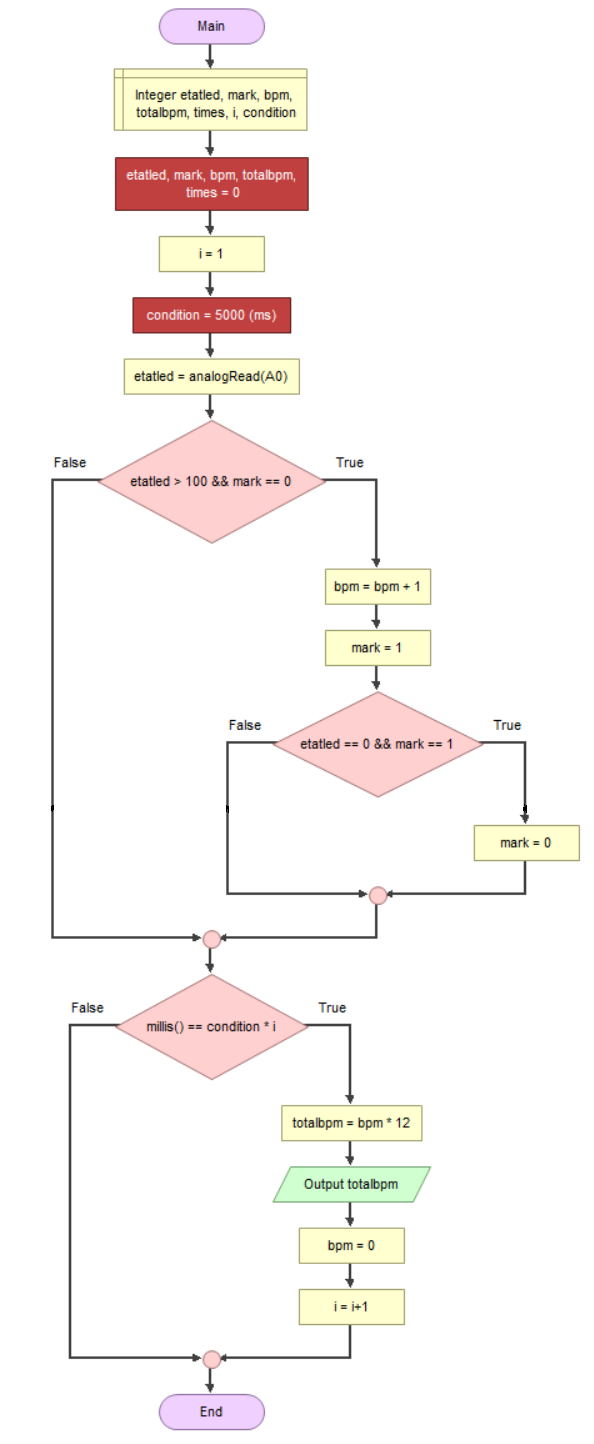 Main
Integer etatled, mark, bpm,
totalbpm, times, i, condition
etatled, mark, bpm, totalbpm,
times = 0
i = 1
condition = 5000 (ms)
etatled = analogRead(A0)
False
True
etatled > 100 && mark == 0
bpm = bpm + 1
mark = 1
False
True
etatled == 0 && mark == 1
mark = 0
False
True
millis() == condition * i
totalbpm = bpm * 12
Output totalbpm
bpm = 0
i = i+1
End